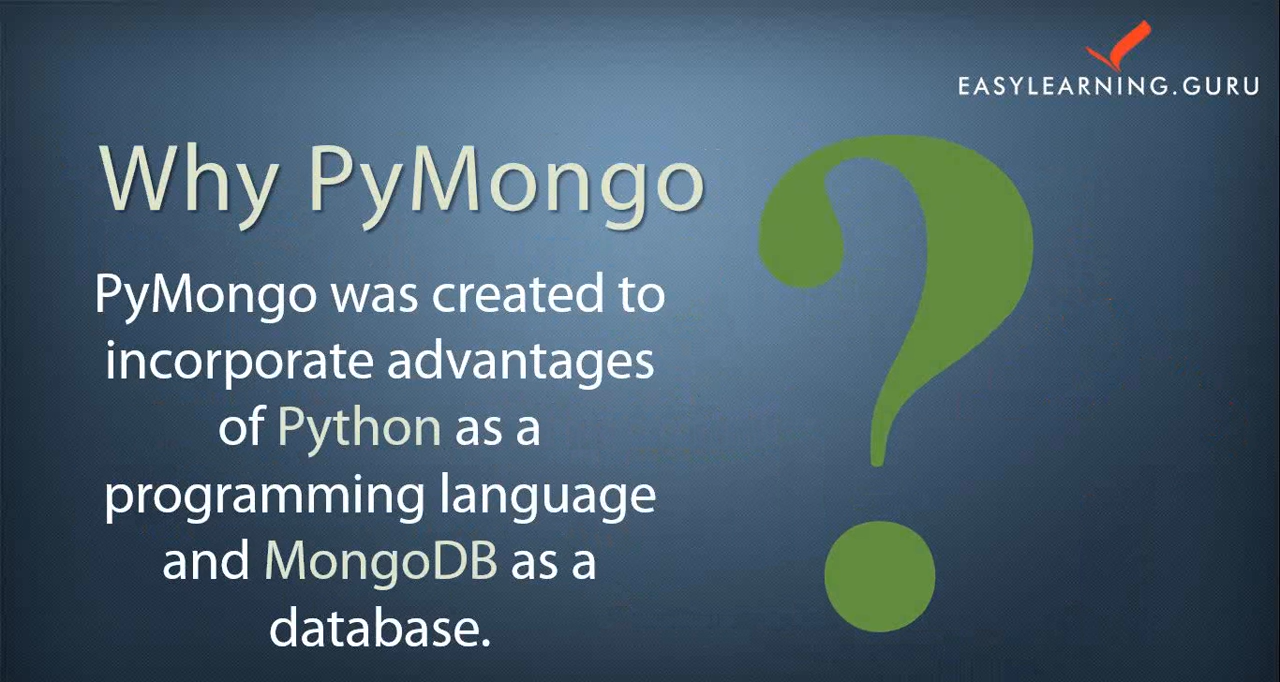 EASYLEARNING.GURU
Why PyMongo
?
PyMongo was created to
incorporate advantages
of Python as a
programming language
and MongoDB as a
database.